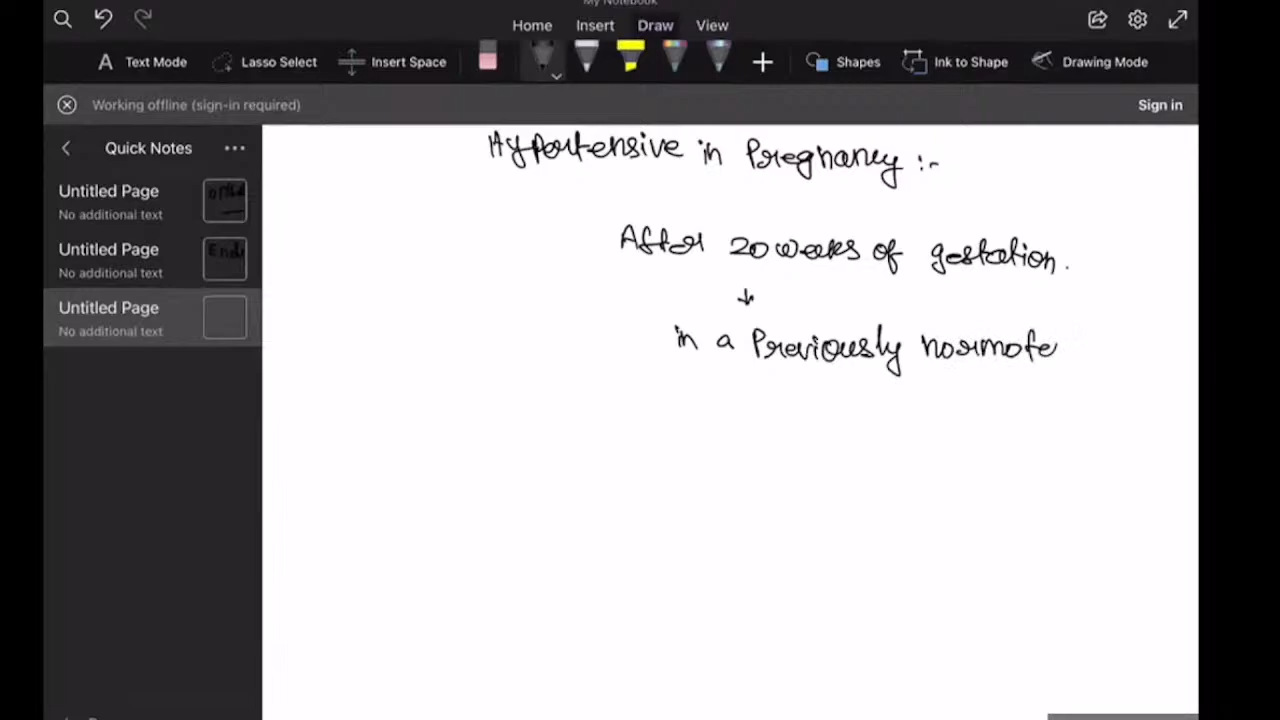 My Notebook
Home Insert Draw View
Text Mode Lasso Select Insert Space Shapes Ink to Shape Drawing Mode
Working offline (sign-in required) Sign in
Quick Notes
Untitled Page
No additional text
Untitled Page
No additional text
Untitled Page
No additional text
Hypertensive in Pregnancy :-
After 20 weeks of gestation.
in a Previously normote